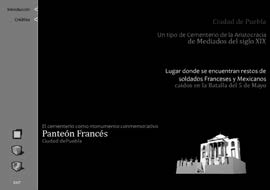 Introducción
Créditos
Ciudad de Puebla
Un tipo de Cementerio de la Aristocracia
de Mediados del siglo XIX
Lugar donde se encuentran restos de
soldados Franceses y Mexicanos
caídos en la Batalla del 5 de Mayo
El cementerio como monumento conmemorativo
Panteón Francés
Ciudad de Puebla